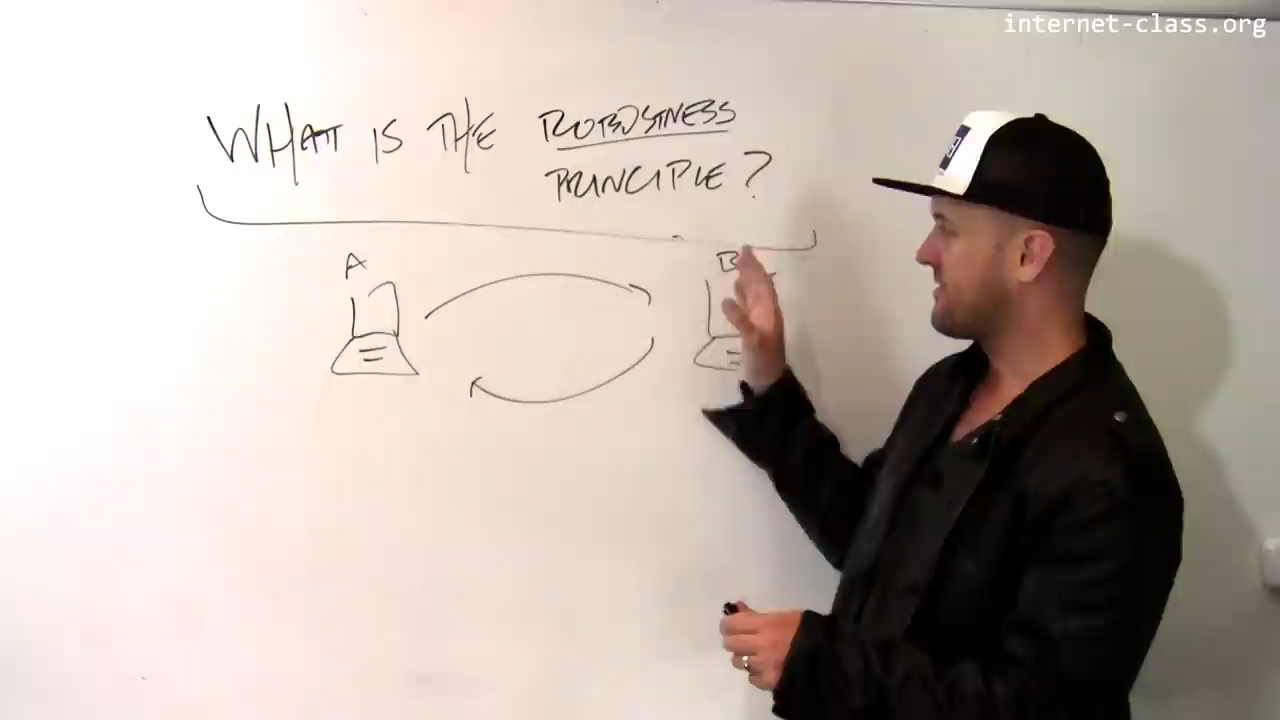 internet-class.org
WHAT IS THE ROBUSTNESS
PRINCIPLE?
A
B